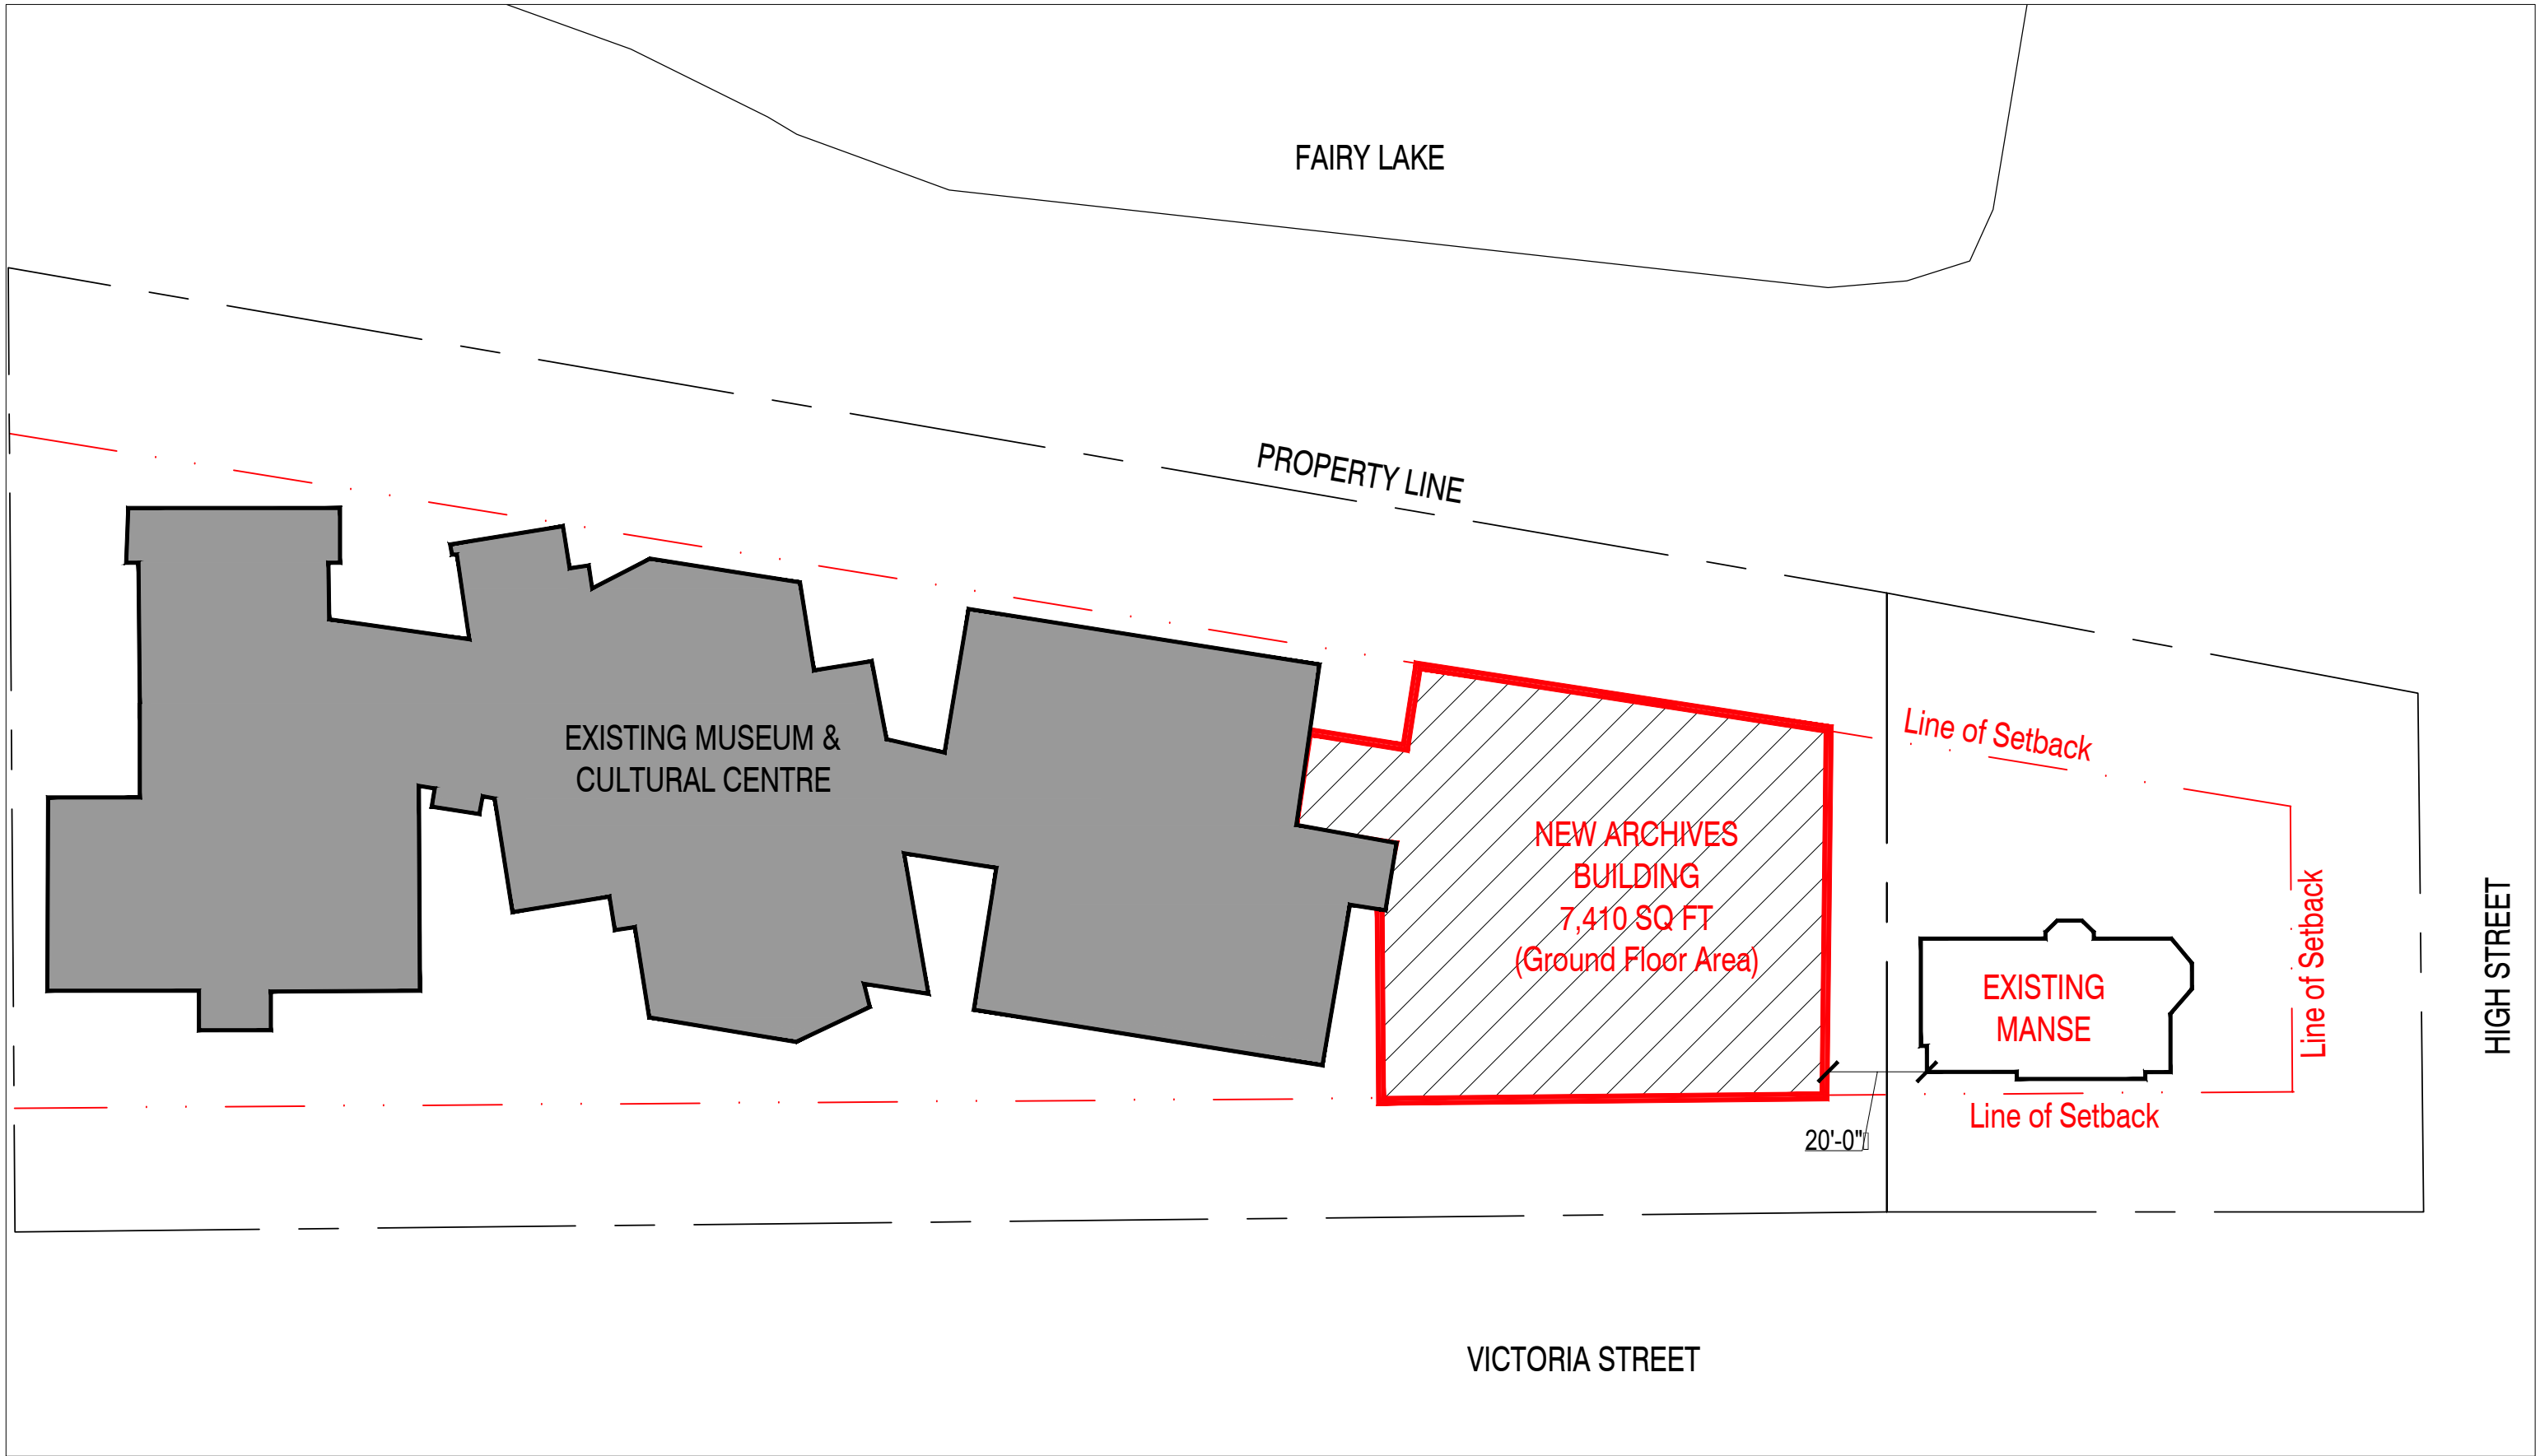 FAIRY LAKE
PROPERTY LINE
Line of Setback
EXISTING MUSEUM &
CULTURAL CENTRE
NEW ARCHIVES
BUILDING
7,410 SQ FT
(Ground Floor Area)
EXISTING
MANSE
Line of Setback
HIGH STREET
Line of Setback
20'-0"
VICTORIA STREET